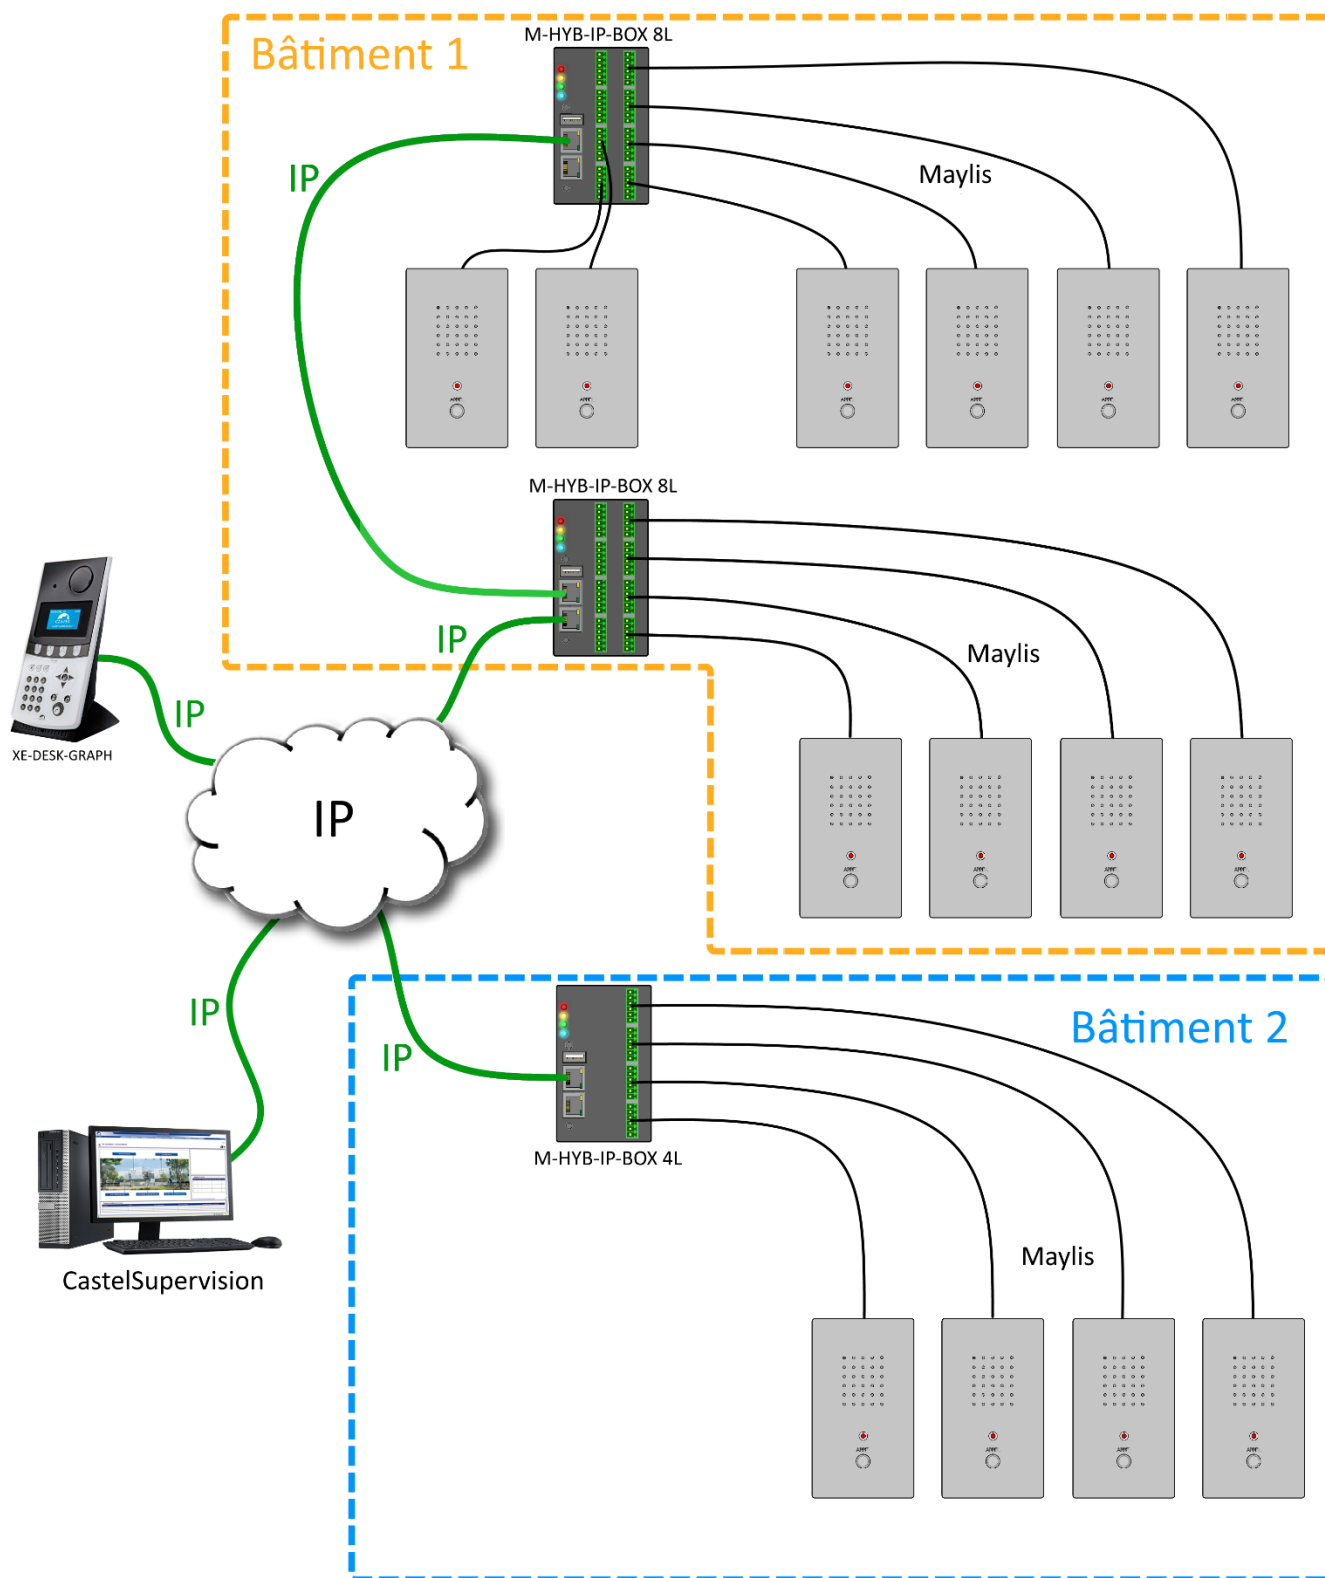 Bâtiment 1
M-HYB-IP-BOX 8L
IP
Maylis
M-HYB-IP-BOX 8L
IP
Maylis
XE-DESK-GRAPH
IP
IP
IP
IP
Bâtiment 2
M-HYB-IP-BOX 4L
Maylis
CastelSupervision